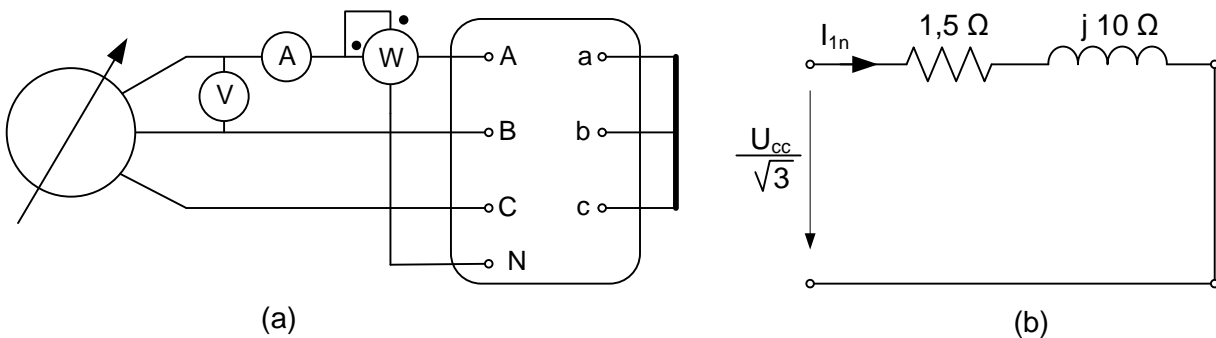 A W A a
V
B b
C c
N
(a)
I1n 1,5 Ω j 10 Ω
Ucc
√3
(b)